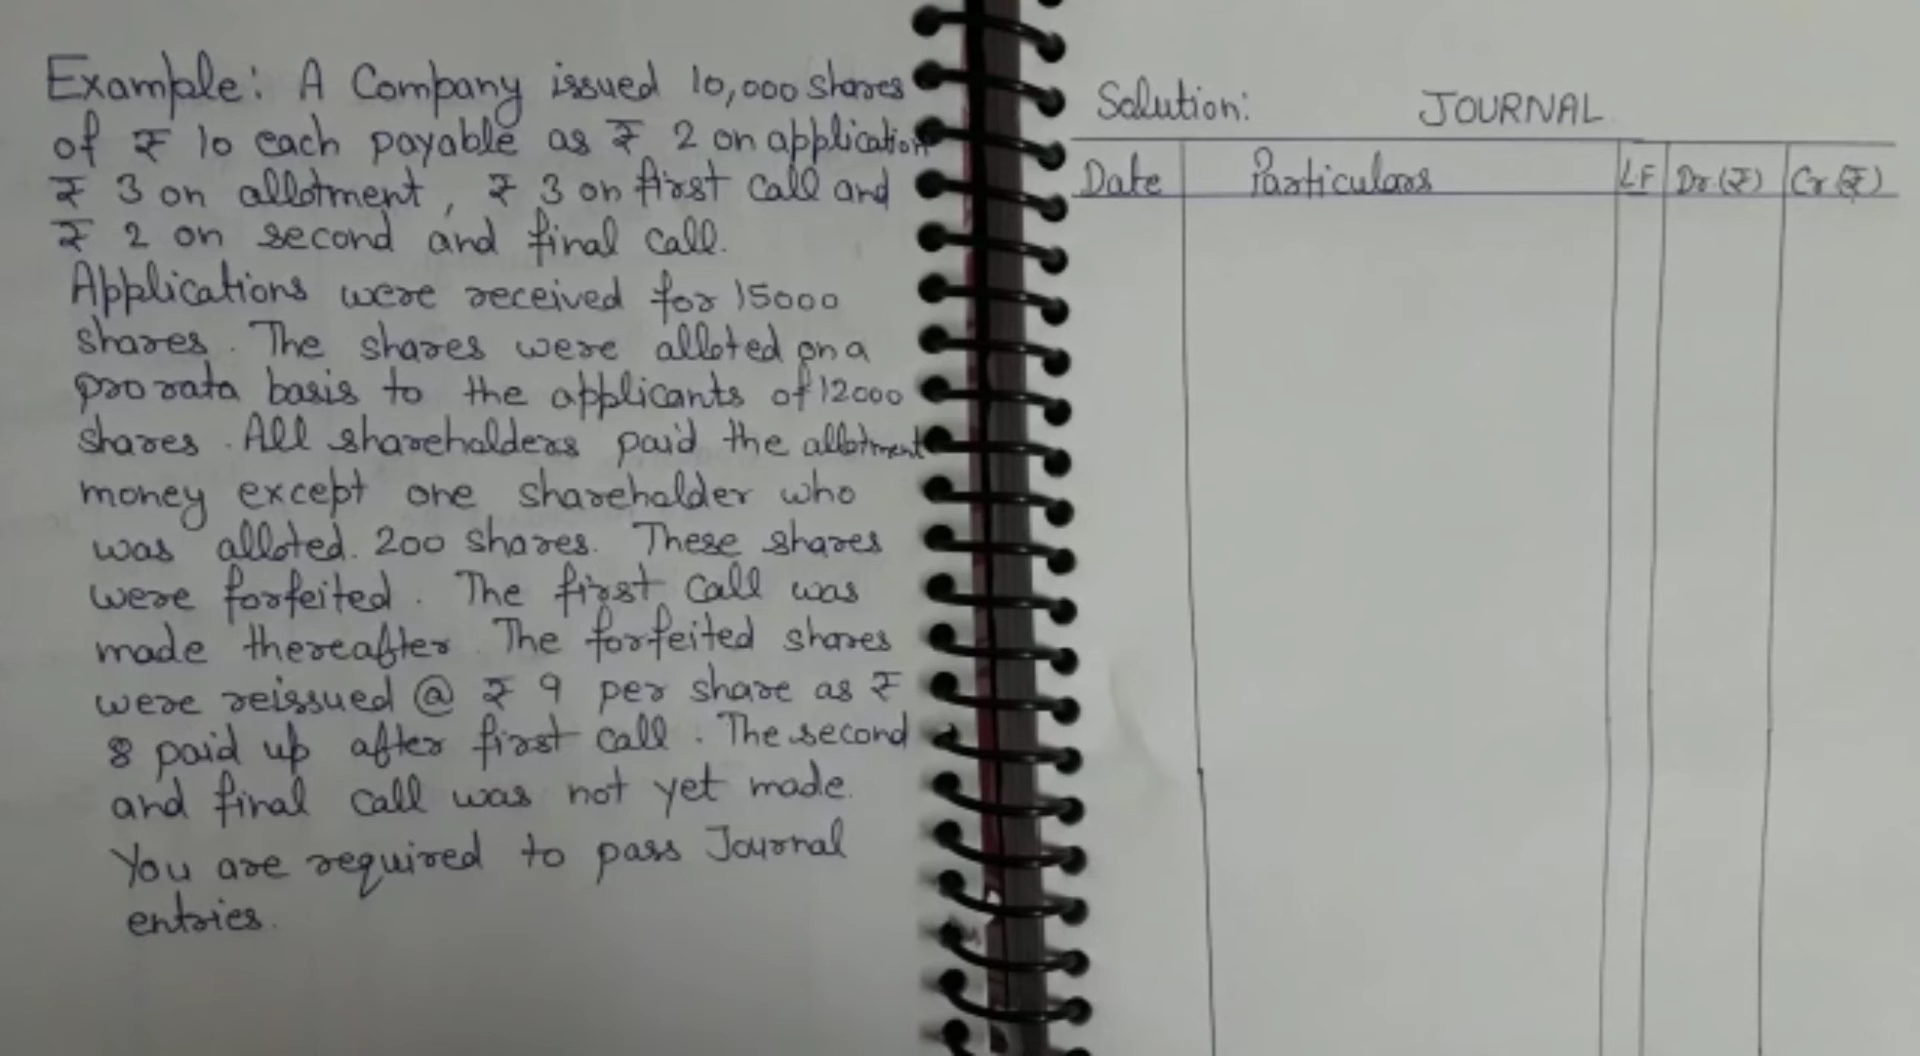 Example: A Company issued 10,000 shares
of ₹ 10 each payable as ₹ 2 on application
₹ 3 on allotment, ₹ 3 on first call and
₹ 2 on second and final call.
Applications were received for 15000
shares. The shares were alloted on a
pro rata basis to the applicants of 12000
shares. All shareholders paid the allotment
money except one shareholder who
was alloted 200 shares. These shares
were forfeited. The first call was
made thereafter. The forfeited shares
were reissued @ ₹ 9 per share as ₹
8 paid up after first call. The second
and final call was not yet made.
You are required to pass Journal
entries.
Solution: JOURNAL
Date Particulars LF Dr.(₹) Cr.(₹)